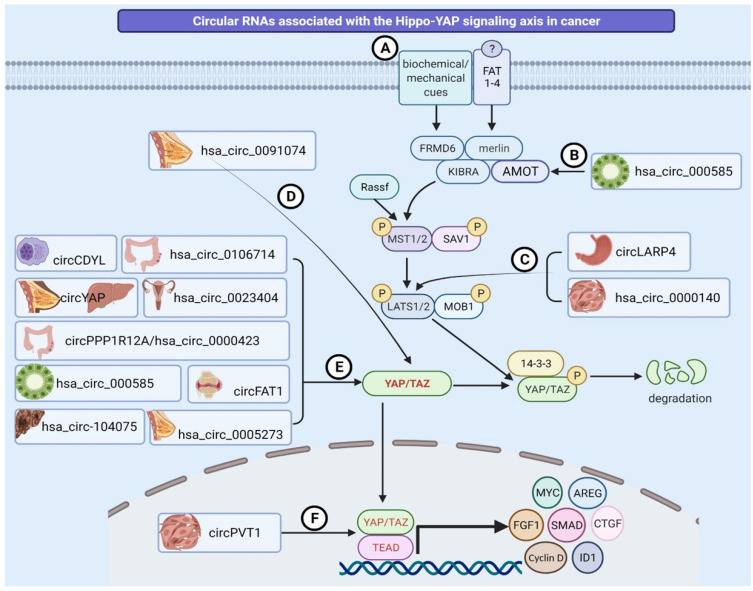 Circular RNAs associated with the Hippo-YAP signaling axis in cancer
A
?
biochemical/
mechanical
cues
FAT
1-4
hsa_circ_0091074
FRMD6
merlin
B
KIBRA
AMOT
hsa_circ_000585
D
Rassf
P
MST1/2
SAV1
P
circCDYL
hsa_circ_0106714
C
circLARP4
circYAP
hsa_circ_0023404
P
LATS1/2
MOB1
P
hsa_circ_0000140
circPPP1R12A/hsa_circ_0000423
14-3-3
hsa_circ_000585
circFAT1
E
YAP/TAZ
YAP/TAZ
P
degradation
hsa_circ-104075
hsa_circ_0005273
MYC
AREG
circPVT1
F
YAP/TAZ
TEAD
FGF1
SMAD
CTGF
Cyclin D
ID1